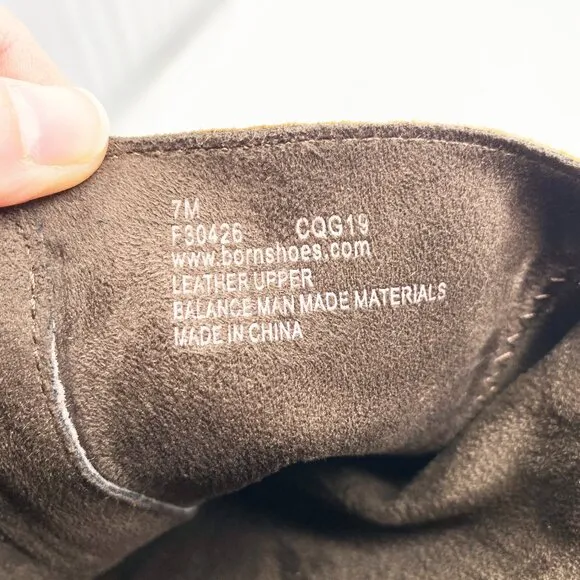 7M
F30426 CQG19
www.bornshoes.com
LEATHER UPPER
BALANCE MAN MADE MATERIALS
MADE IN CHINA